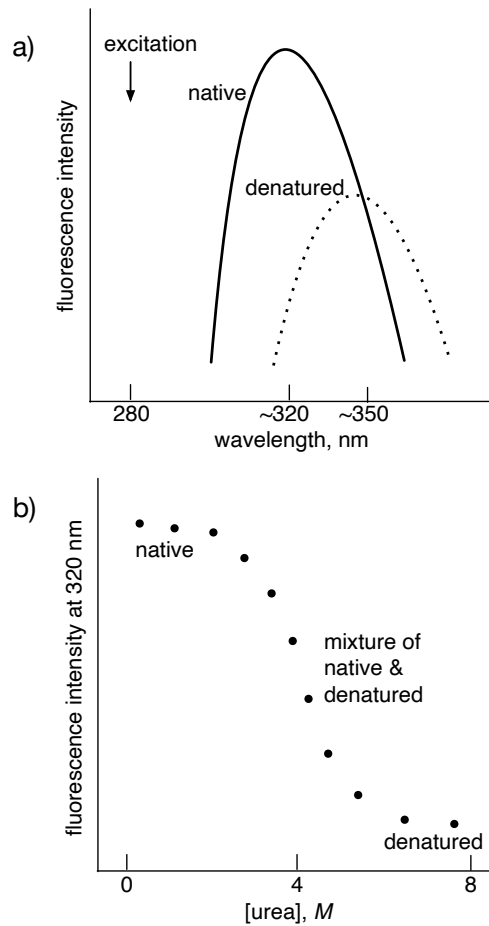 a)
excitation
native
denatured
fluorescence intensity
280
~320
~350
wavelength, nm
b)
native
mixture of
native &
denatured
denatured
fluorescence intensity at 320 nm
0
4
8
[urea], M